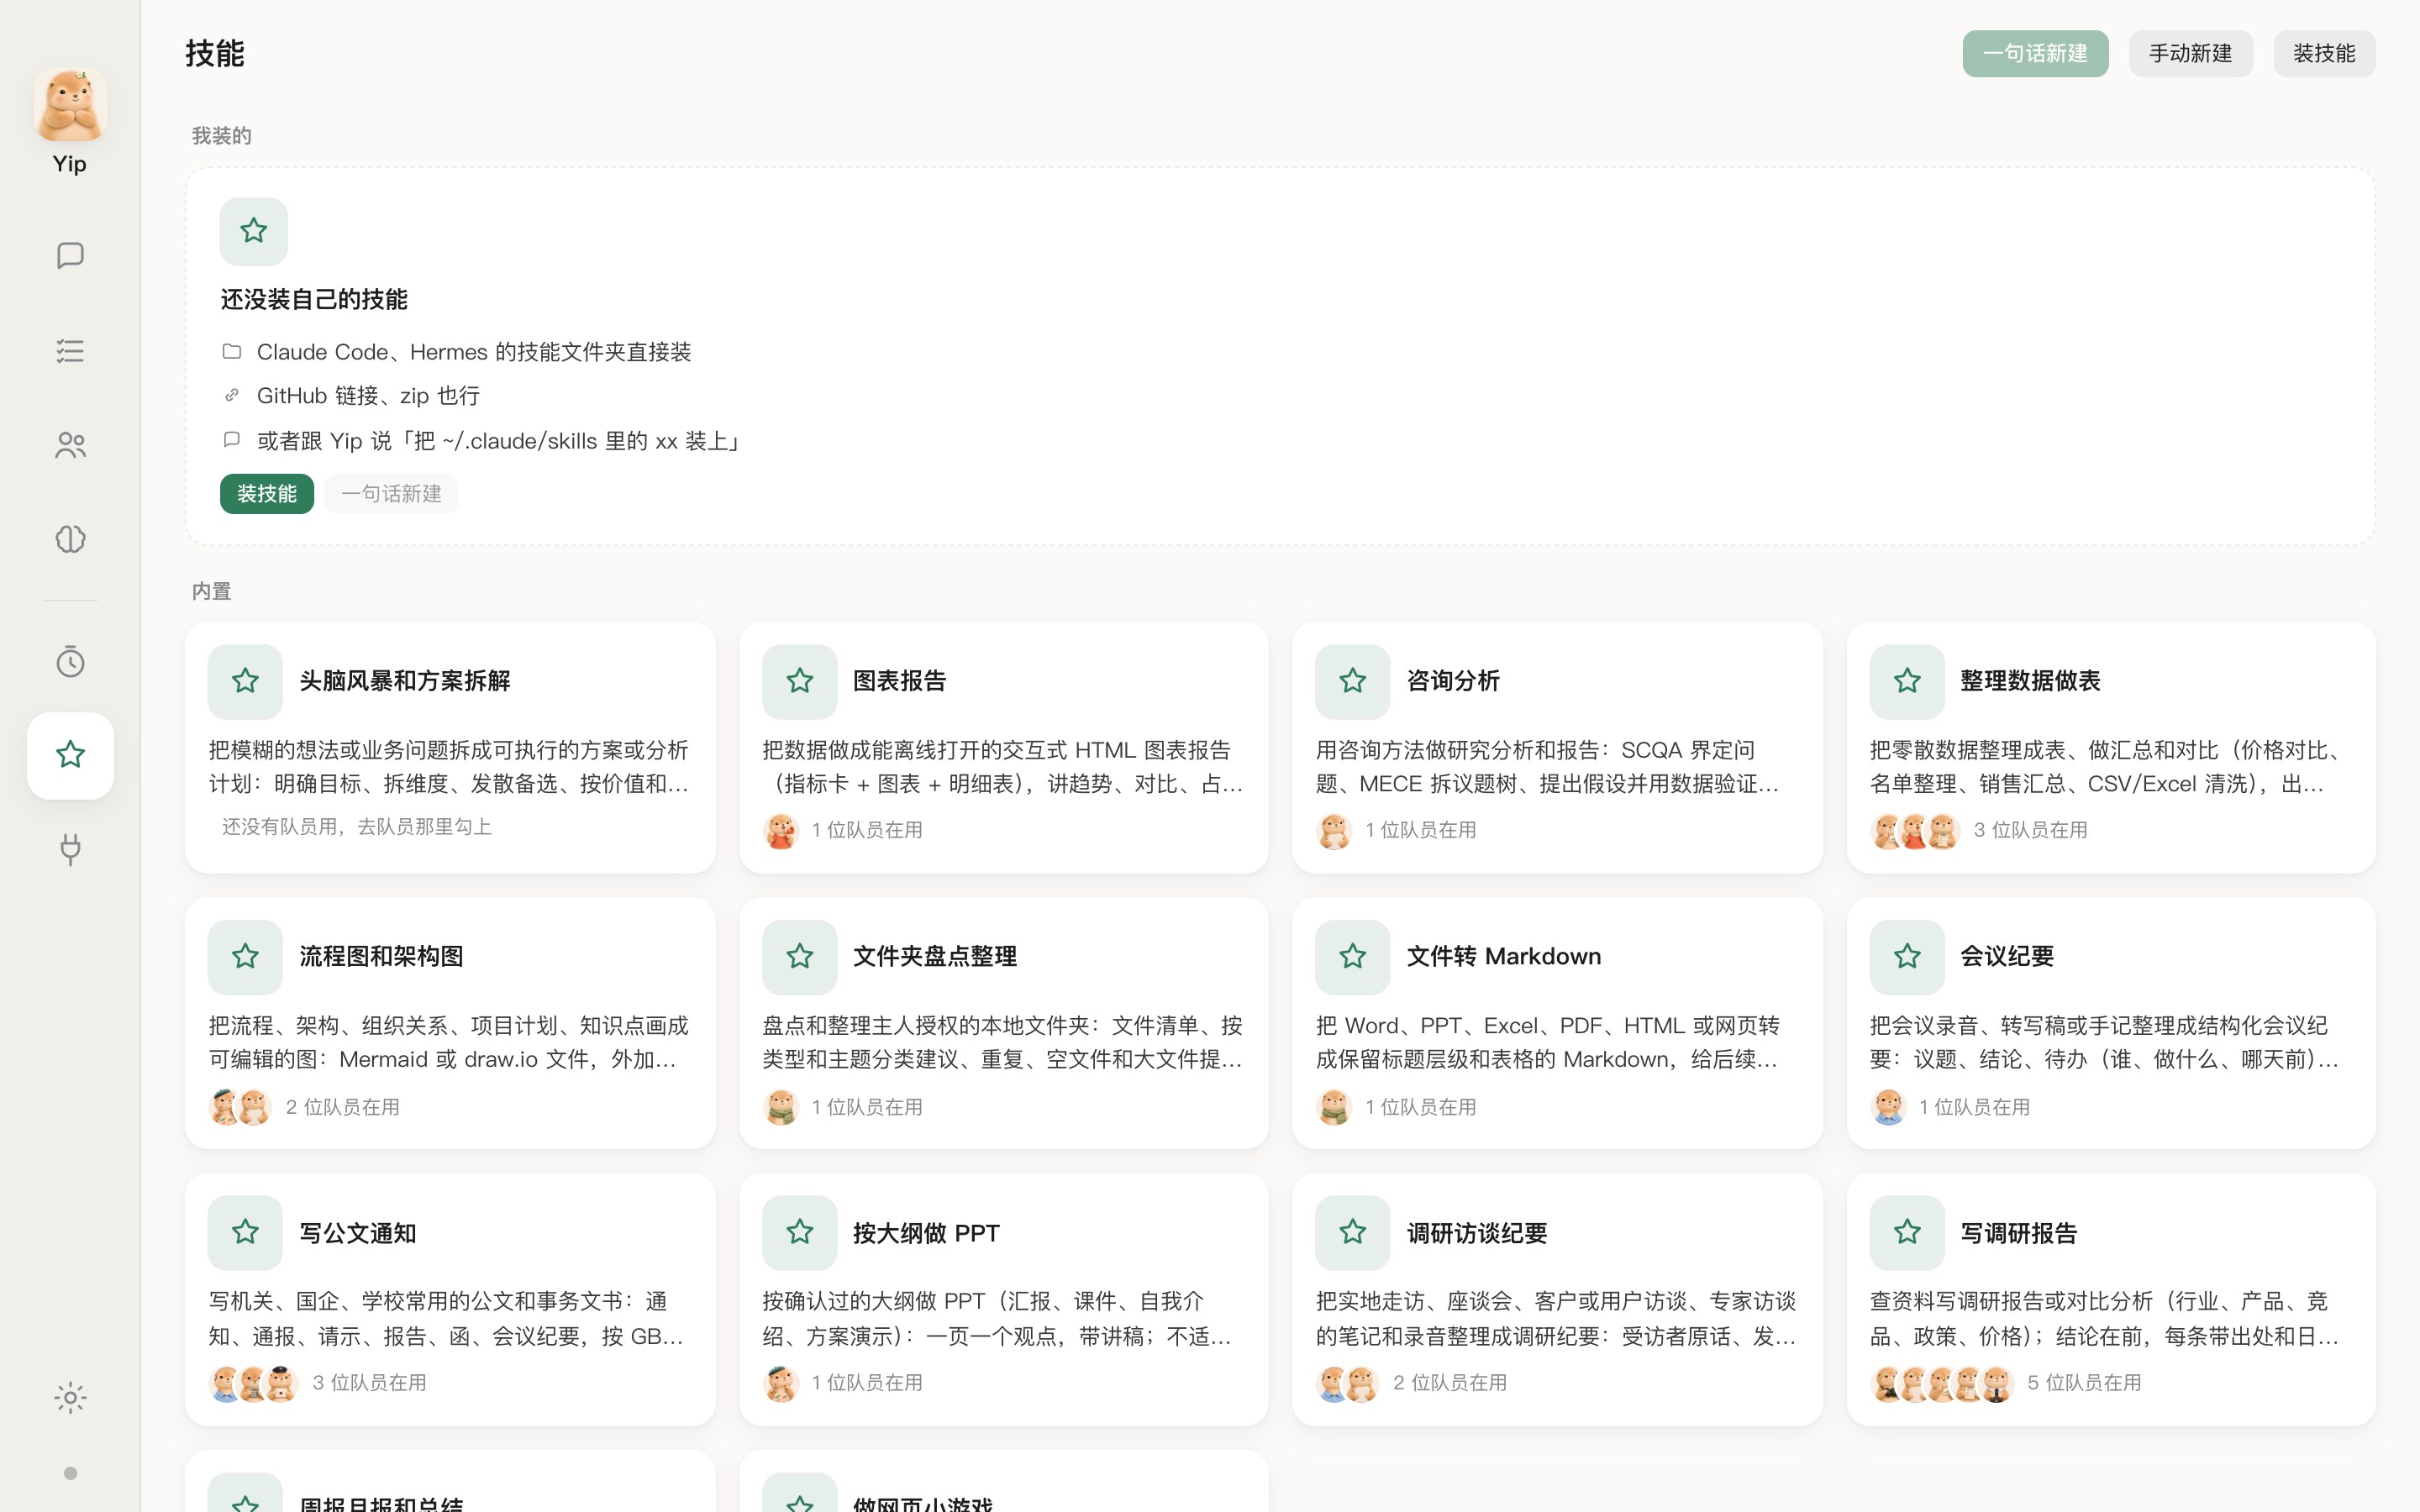 技能
一句话新建
手动新建
装技能
Yip
我装的
还没装自己的技能
Claude Code、Hermes 的技能文件夹直接装
GitHub 链接、zip 也行
或者跟 Yip 说「把 ~/.claude/skills 里的 xx 装上」
装技能
一句话新建
内置
头脑风暴和方案拆解
把模糊的想法或业务问题拆成可执行的方案或分析
计划：明确目标、拆维度、发散备选、按价值和…
还没有队员用，去队员那里勾上
图表报告
把数据做成能离线打开的交互式 HTML 图表报告
（指标卡 + 图表 + 明细表），讲趋势、对比、占…
1 位队员在用
咨询分析
用咨询方法做研究分析和报告：SCQA 界定问
题、MECE 拆议题树、提出假设并用数据验证…
1 位队员在用
整理数据做表
把零散数据整理成表、做汇总和对比（价格对比、
名单整理、销售汇总、CSV/Excel 清洗），出…
3 位队员在用
流程图和架构图
把流程、架构、组织关系、项目计划、知识点画成
可编辑的图：Mermaid 或 draw.io 文件，外加…
2 位队员在用
文件夹盘点整理
盘点和整理主人授权的本地文件夹：文件清单、按
类型和主题分类建议、重复、空文件和大文件提…
1 位队员在用
文件转 Markdown
把 Word、PPT、Excel、PDF、HTML 或网页转
成保留标题层级和表格的 Markdown，给后续…
1 位队员在用
会议纪要
把会议录音、转写稿或手记整理成结构化会议纪
要：议题、结论、待办（谁、做什么、哪天前）…
1 位队员在用
写公文通知
写机关、国企、学校常用的公文和事务文书：通
知、通报、请示、报告、函、会议纪要，按 GB…
3 位队员在用
按大纲做 PPT
按确认过的大纲做 PPT（汇报、课件、自我介
绍、方案演示）：一页一个观点，带讲稿；不适…
1 位队员在用
调研访谈纪要
把实地走访、座谈会、客户或用户访谈、专家访谈
的笔记和录音整理成调研纪要：受访者原话、发…
2 位队员在用
写调研报告
查资料写调研报告或对比分析（行业、产品、竞
品、政策、价格）；结论在前，每条带出处和日…
5 位队员在用
周报月报和总结
做网页小游戏